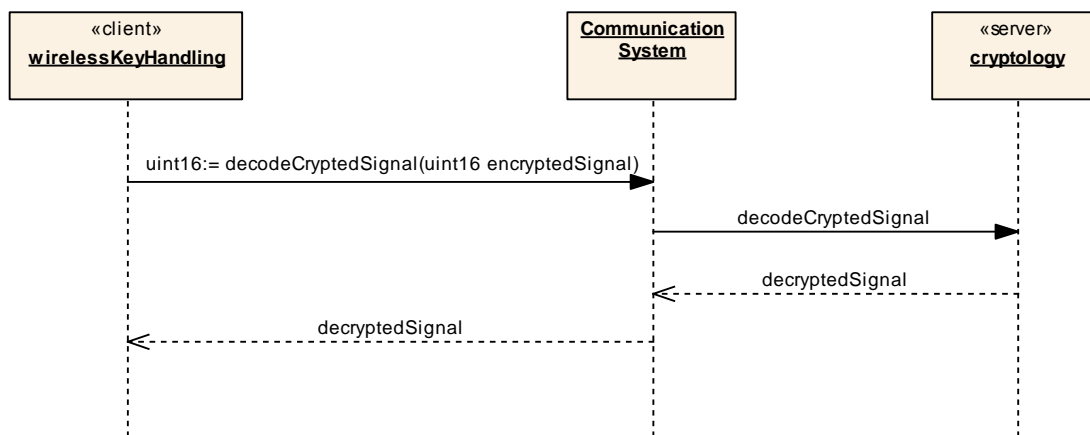 «client»
wirelessKeyHandling
Communication
System
«server»
cryptology
uint16:= decodeCryptedSignal(uint16 encryptedSignal)
decodeCryptedSignal
decryptedSignal
decryptedSignal